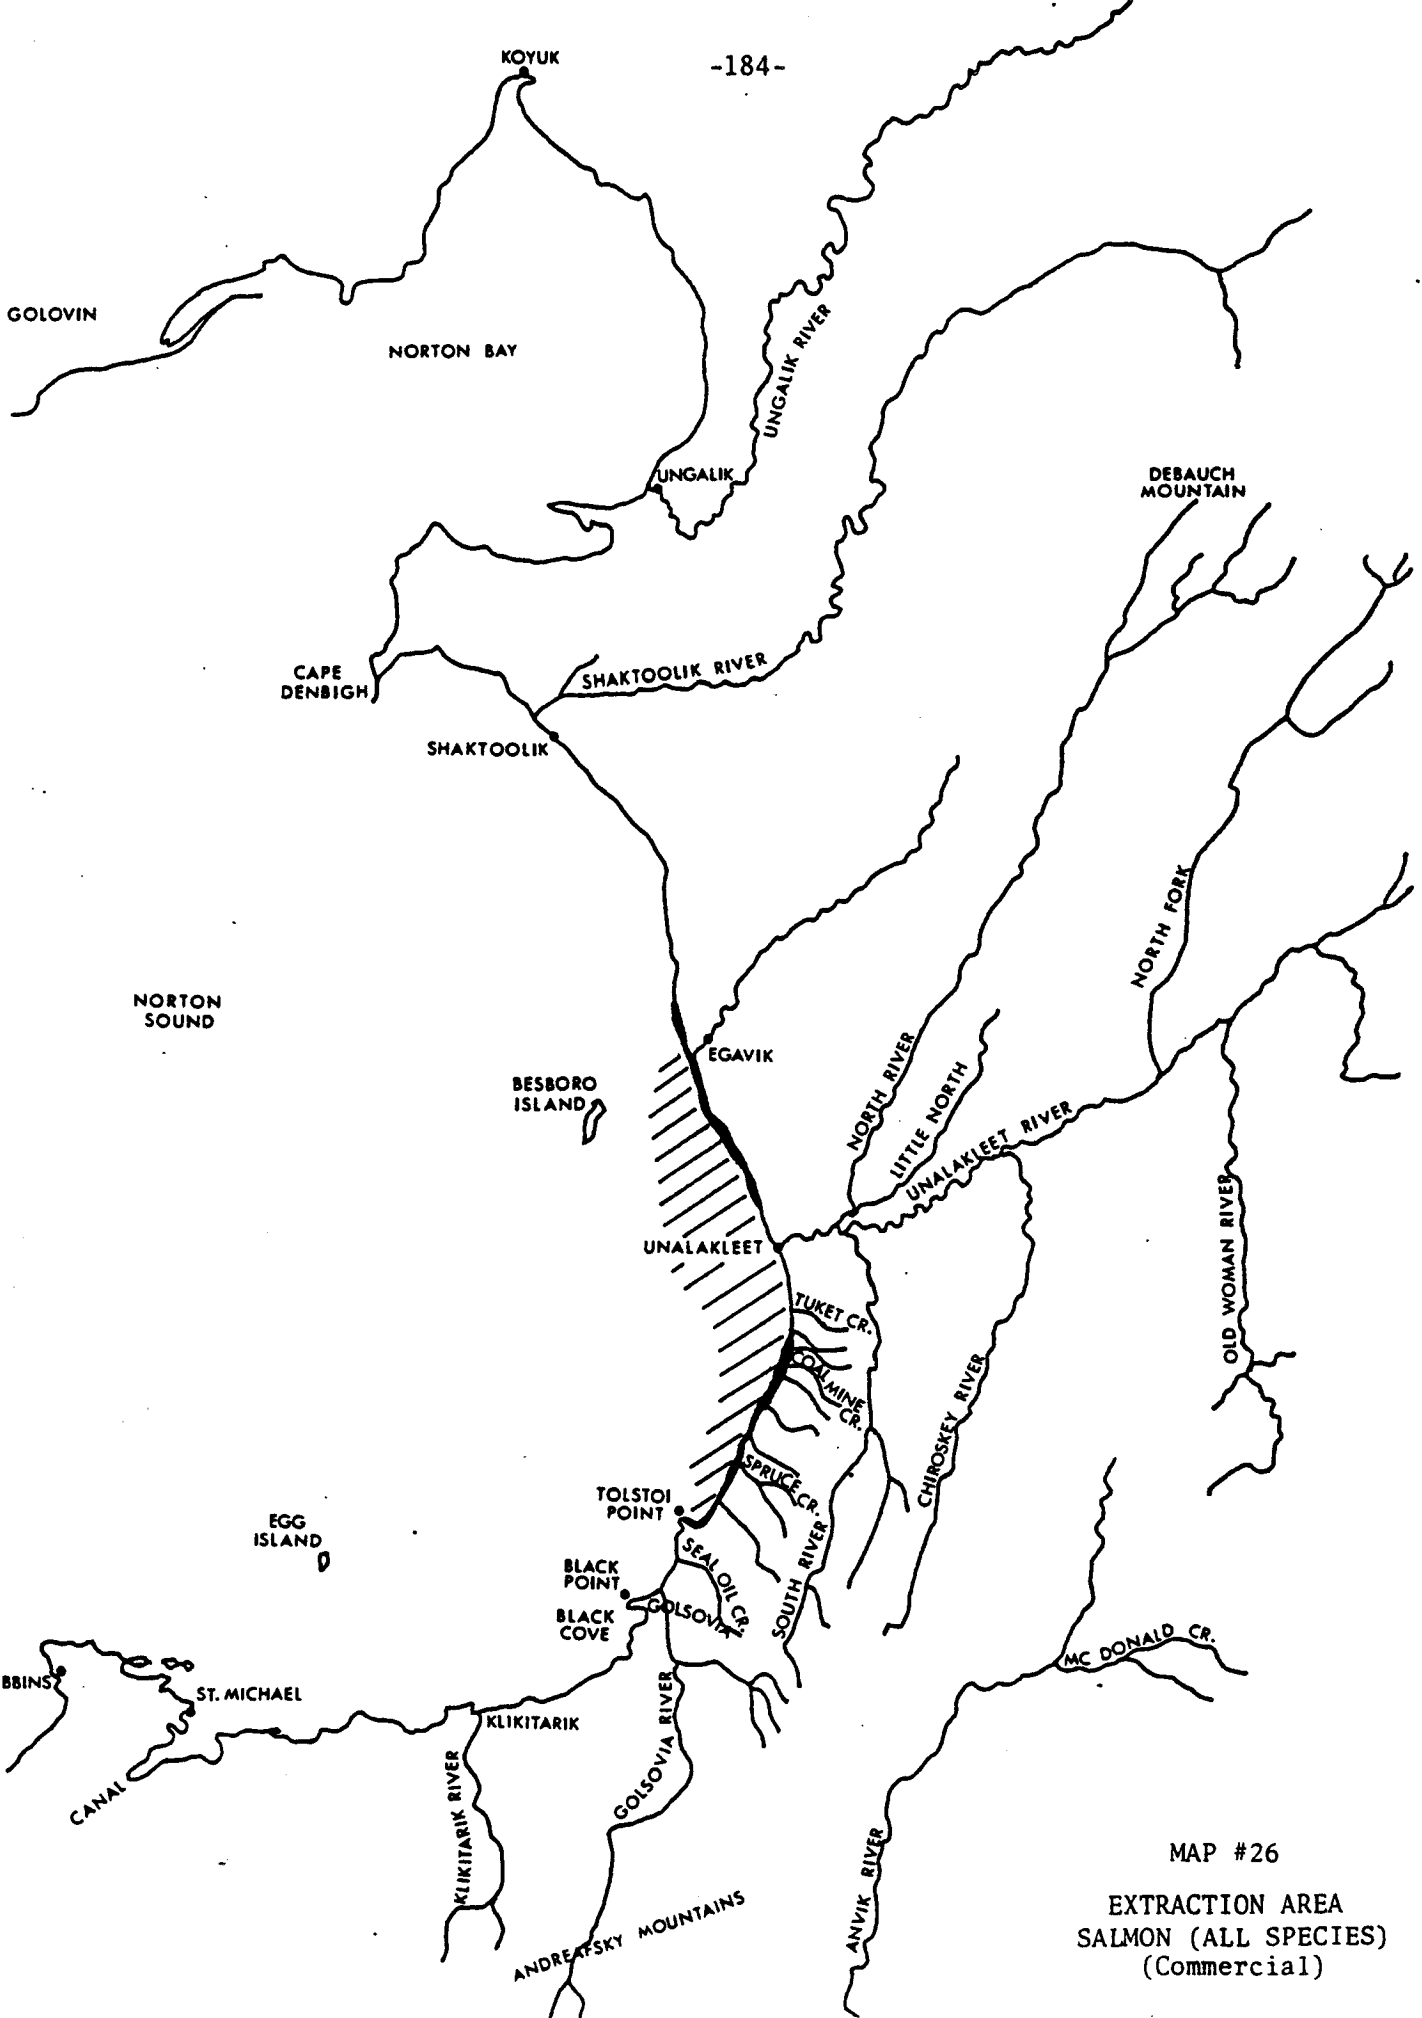 -184-
KOYUK
GOLOVIN
NORTON BAY
UNGALIK RIVER
UNGALIK
DEBAUCH
MOUNTAIN
CAPE
DENBIGH
SHAKTOOLIK RIVER
SHAKTOOLIK
NORTH FORK
NORTON
SOUND
EGAVIK
BESBORO
ISLAND
NORTH RIVER
LITTLE NORTH
UNALAKLEET RIVER
OLD WOMAN RIVER
UNALAKLEET
TUKET CR.
COALMINE
CR.
CHIROSKEY RIVER
SPRUCE
CR.
TOLSTOI
POINT
EGG
ISLAND
SEAL OIL CR.
SOUTH RIVER
BLACK
POINT
GOLSOVIA
BLACK
COVE
MC DONALD CR.
BBINS
ST. MICHAEL
KLIKITARIK
GOLSOVIA RIVER
CANAL
KLIKITARIK RIVER
ANVIK RIVER
ANDREAFSKY MOUNTAINS
MAP #26
EXTRACTION AREA
SALMON (ALL SPECIES)
(Commercial)